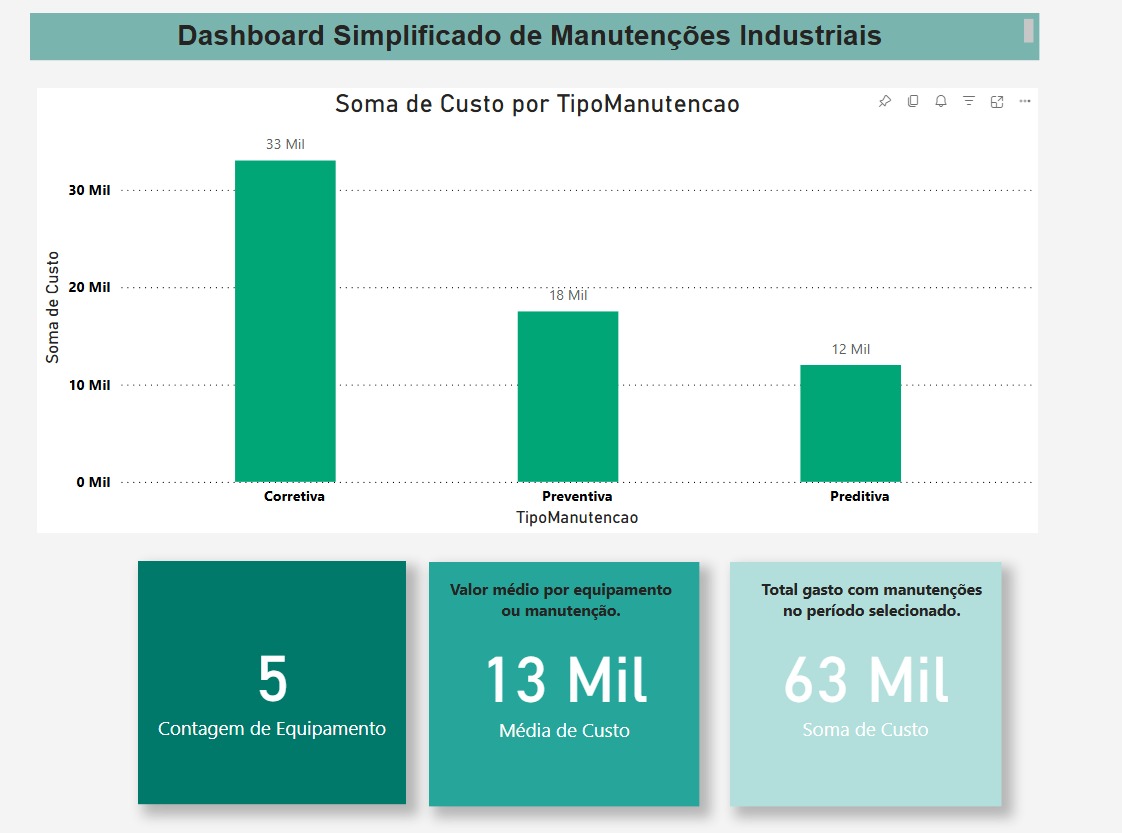 Dashboard Simplificado de Manutenções Industriais
Soma de Custo por TipoManutencao
33 Mil
30 Mil
20 Mil
18 Mil
12 Mil
10 Mil
0 Mil
Soma de Custo
Corretiva
Preventiva
Preditiva
TipoManutencao
5
Contagem de Equipamento
Valor médio por equipamento
ou manutenção.
13 Mil
Média de Custo
Total gasto com manutenções
no período selecionado.
63 Mil
Soma de Custo